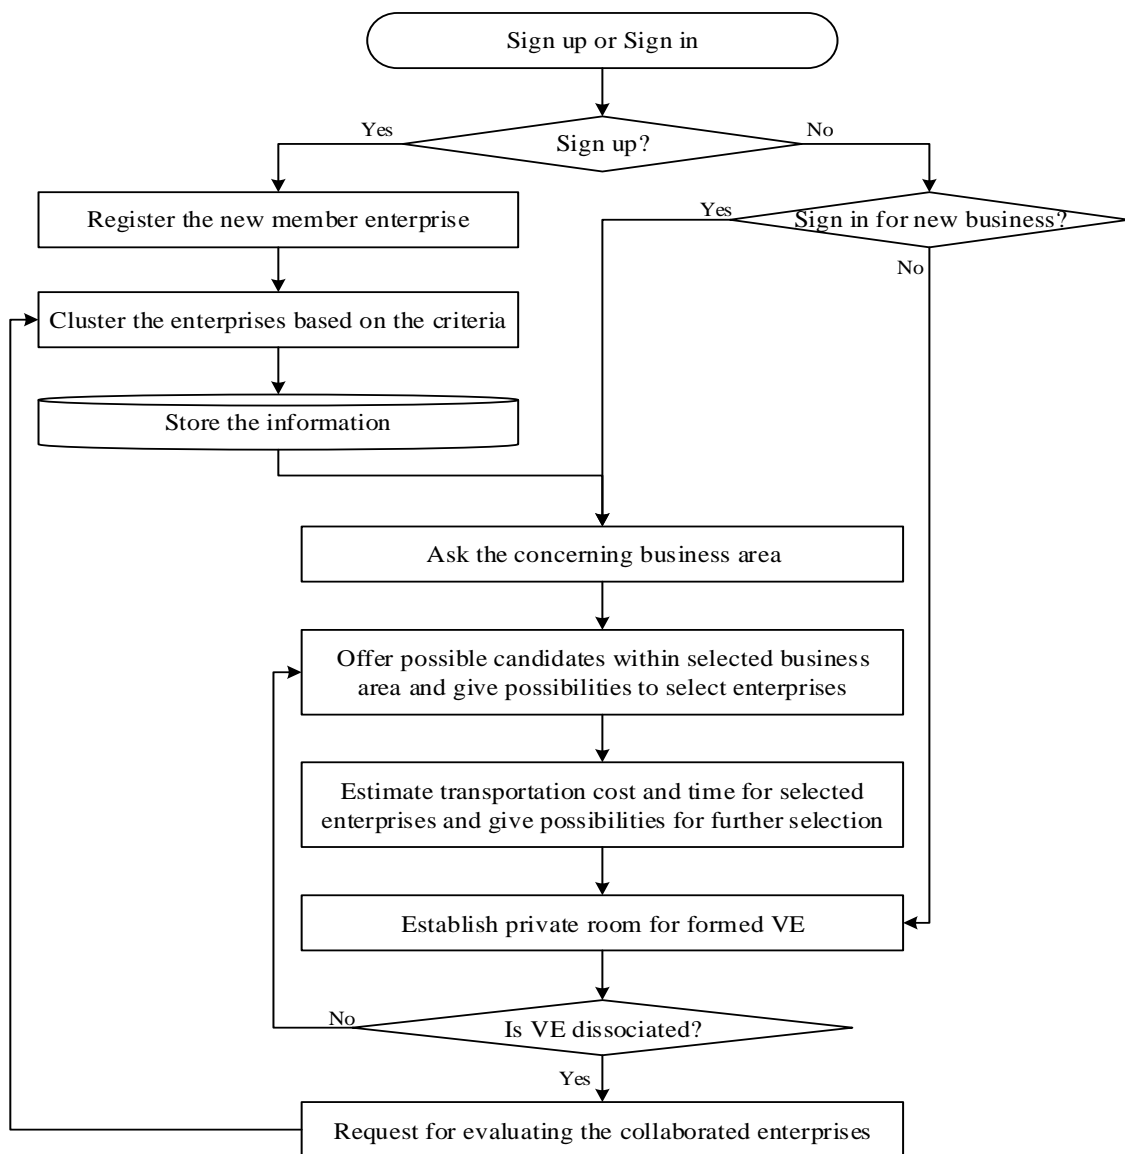 Sign up or Sign in
Yes
Sign up?
No
Register the new member enterprise
Yes
Sign in for new business?
No
Cluster the enterprises based on the criteria
Store the information
Ask the concerning business area
Offer possible candidates within selected business
area and give possibilities to select enterprises
Estimate transportation cost and time for selected
enterprises and give possibilities for further selection
Establish private room for formed VE
No
Is VE dissociated?
Yes
Request for evaluating the collaborated enterprises